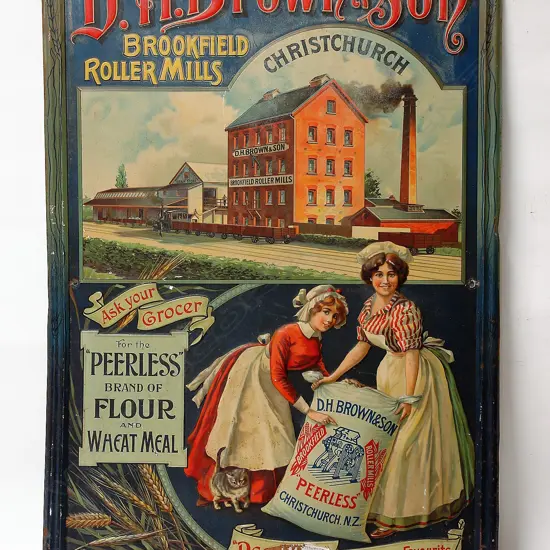 D.H.Brown & Son
BROOKFIELD
ROLLER MILLS
CHRISTCHURCH
D.H.BROWN & SON
BROOKFIELD ROLLER MILLS
Ask your
Grocer
For the
"PEERLESS"
BRAND OF
FLOUR
AND
WHEAT MEAL
D.H.BROWN & SON
BROOKFIELD
ROLLER MILLS
"PEERLESS"
CHRISTCHURCH. N.Z.